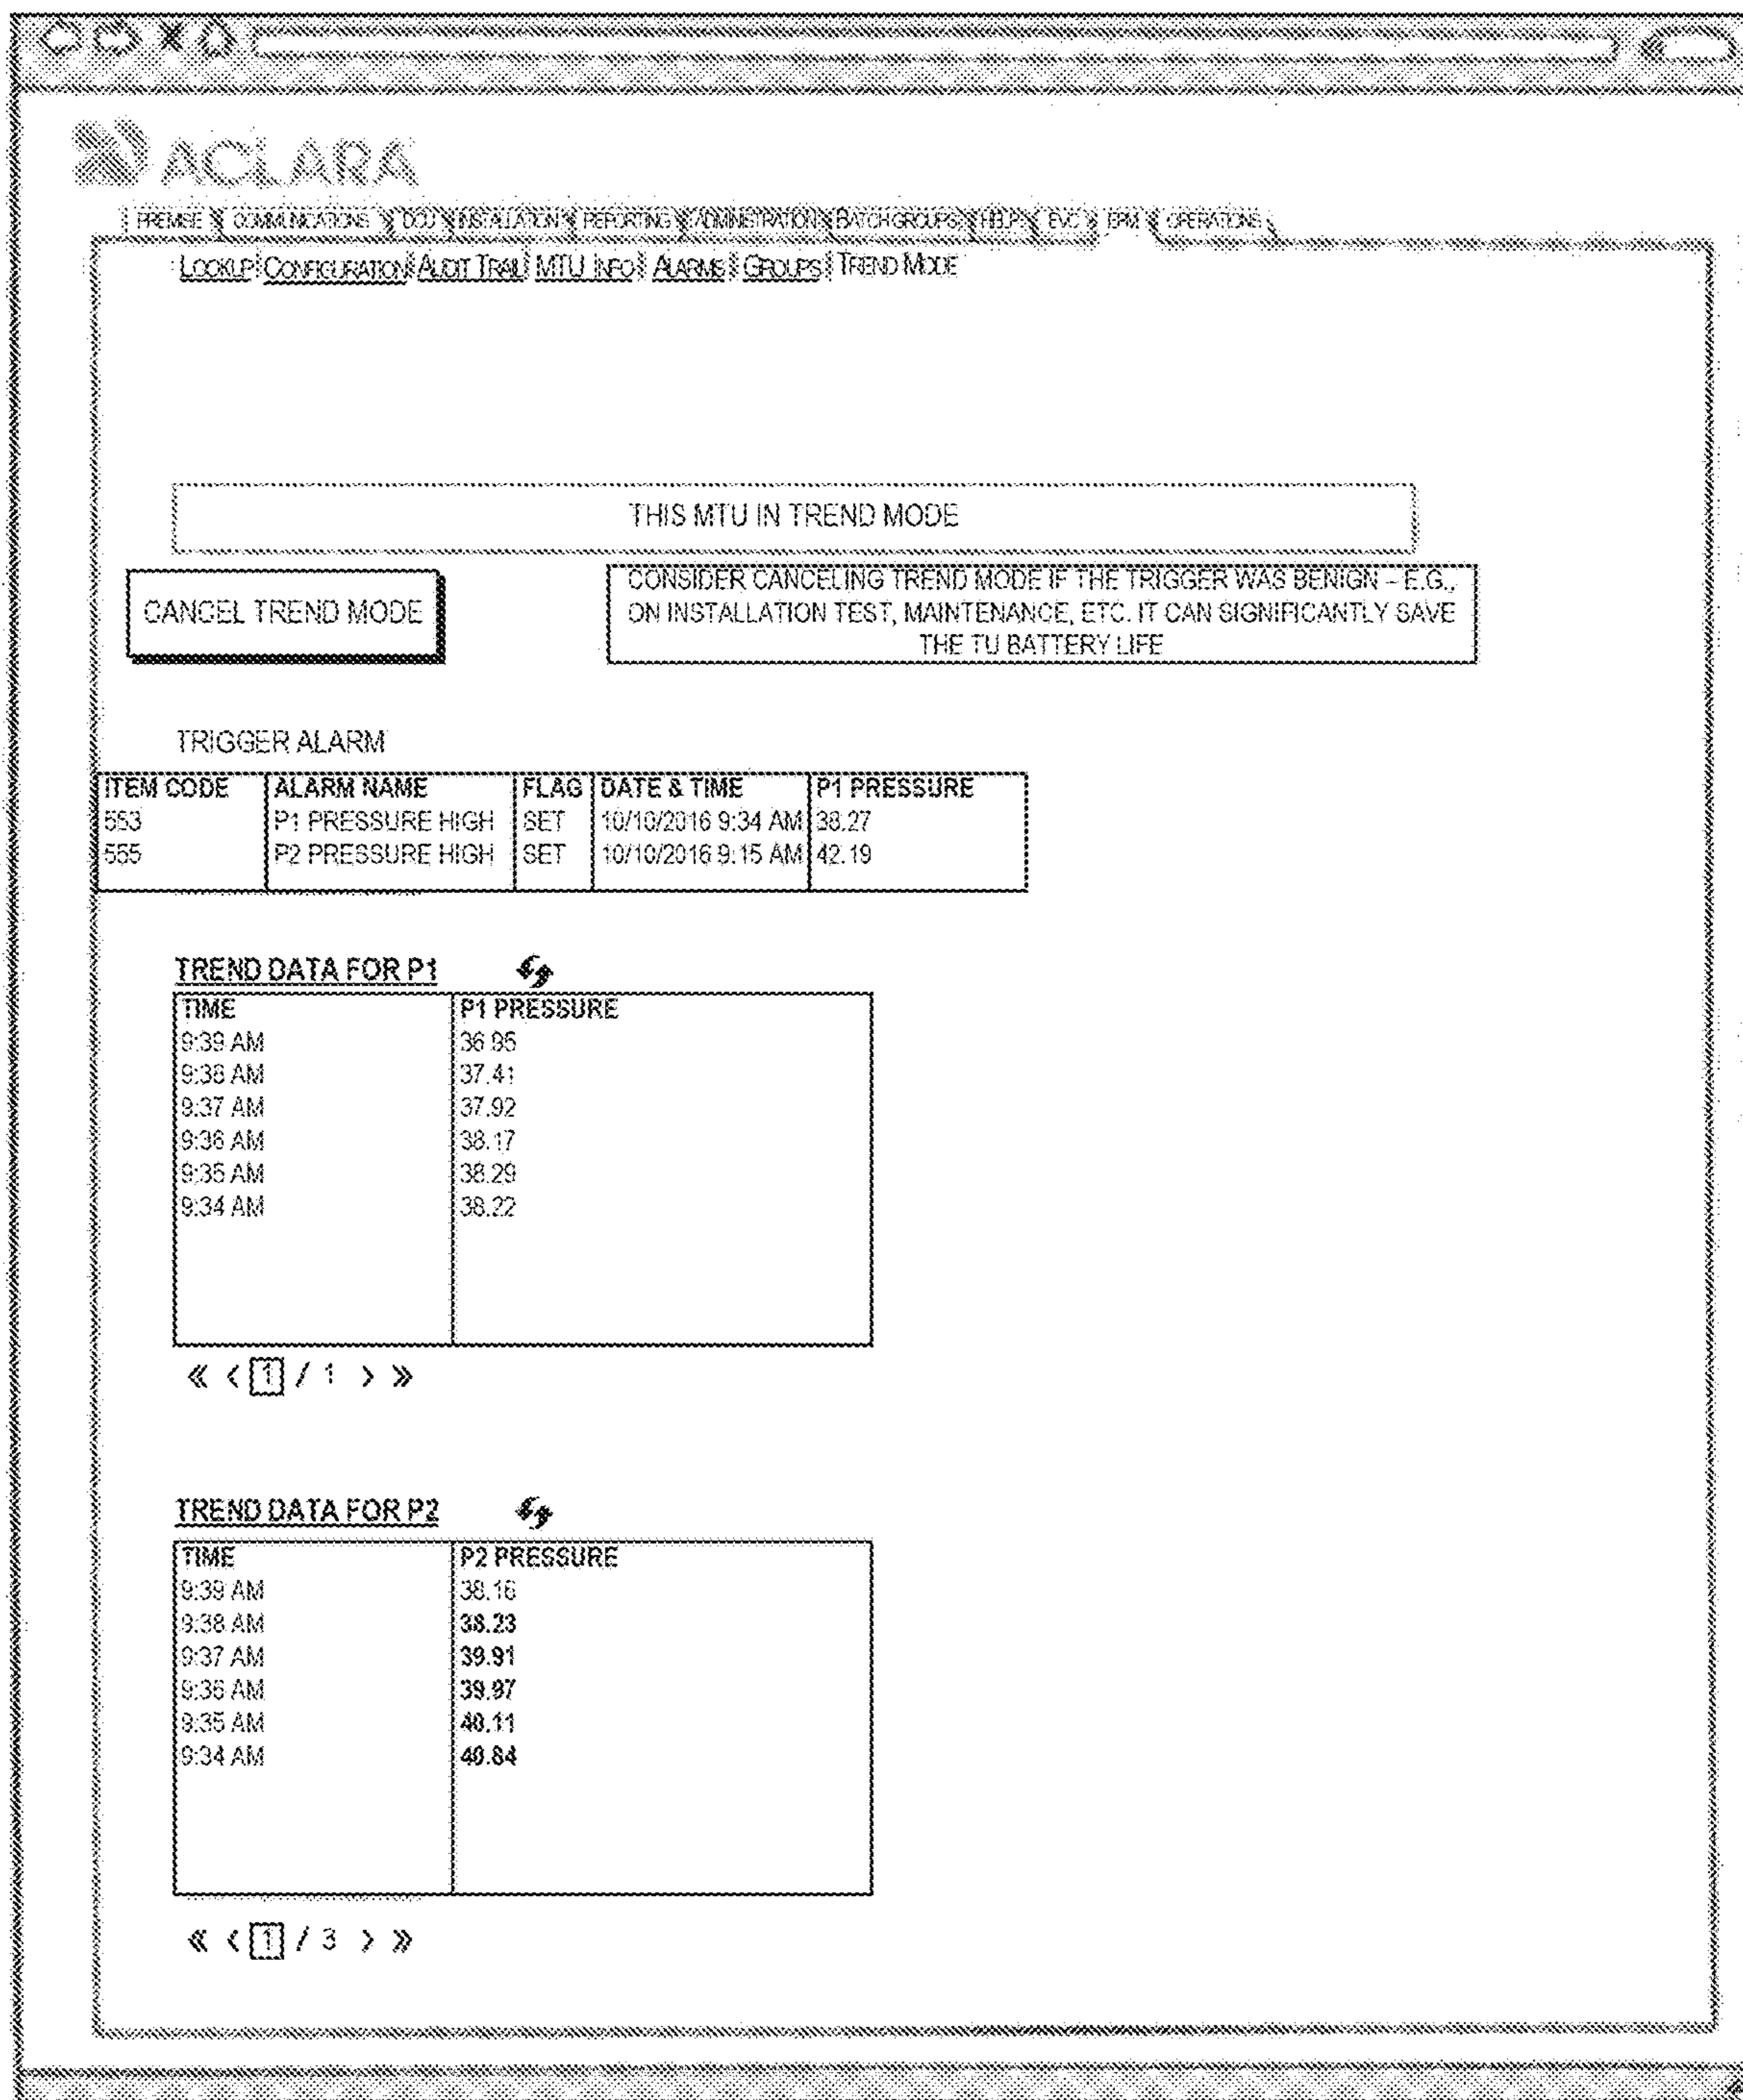 ACLARA
PREMISE COMMUNICATIONS DCU INSTALLATION REPORTING ADMINISTRATION BATCH GROUPS HELP EVC EPM OPERATIONS
LOOKUP CONFIGURATION AUDIT TRAIL MTU INFO ALARMS GROUPS TREND MODE
THIS MTU IN TREND MODE
CANCEL TREND MODE
CONSIDER CANCELING TREND MODE IF THE TRIGGER WAS BENIGN – E.G.,
ON INSTALLATION TEST, MAINTENANCE, ETC. IT CAN SIGNIFICANTLY SAVE
THE TU BATTERY LIFE
TRIGGER ALARM
ITEM CODE ALARM NAME FLAG DATE & TIME P1 PRESSURE
553 P1 PRESSURE HIGH SET 10/10/2016 9:34 AM 38.27
555 P2 PRESSURE HIGH SET 10/10/2016 9:15 AM 42.19
TREND DATA FOR P1
TIME P1 PRESSURE
9:39 AM 36.95
9:38 AM 37.41
9:37 AM 37.92
9:36 AM 38.17
9:35 AM 38.29
9:34 AM 38.22
« < 1 / 1 > »
TREND DATA FOR P2
TIME P2 PRESSURE
9:39 AM 38.16
9:38 AM 38.23
9:37 AM 39.91
9:36 AM 39.97
9:35 AM 40.11
9:34 AM 40.84
« < 1 / 3 > »